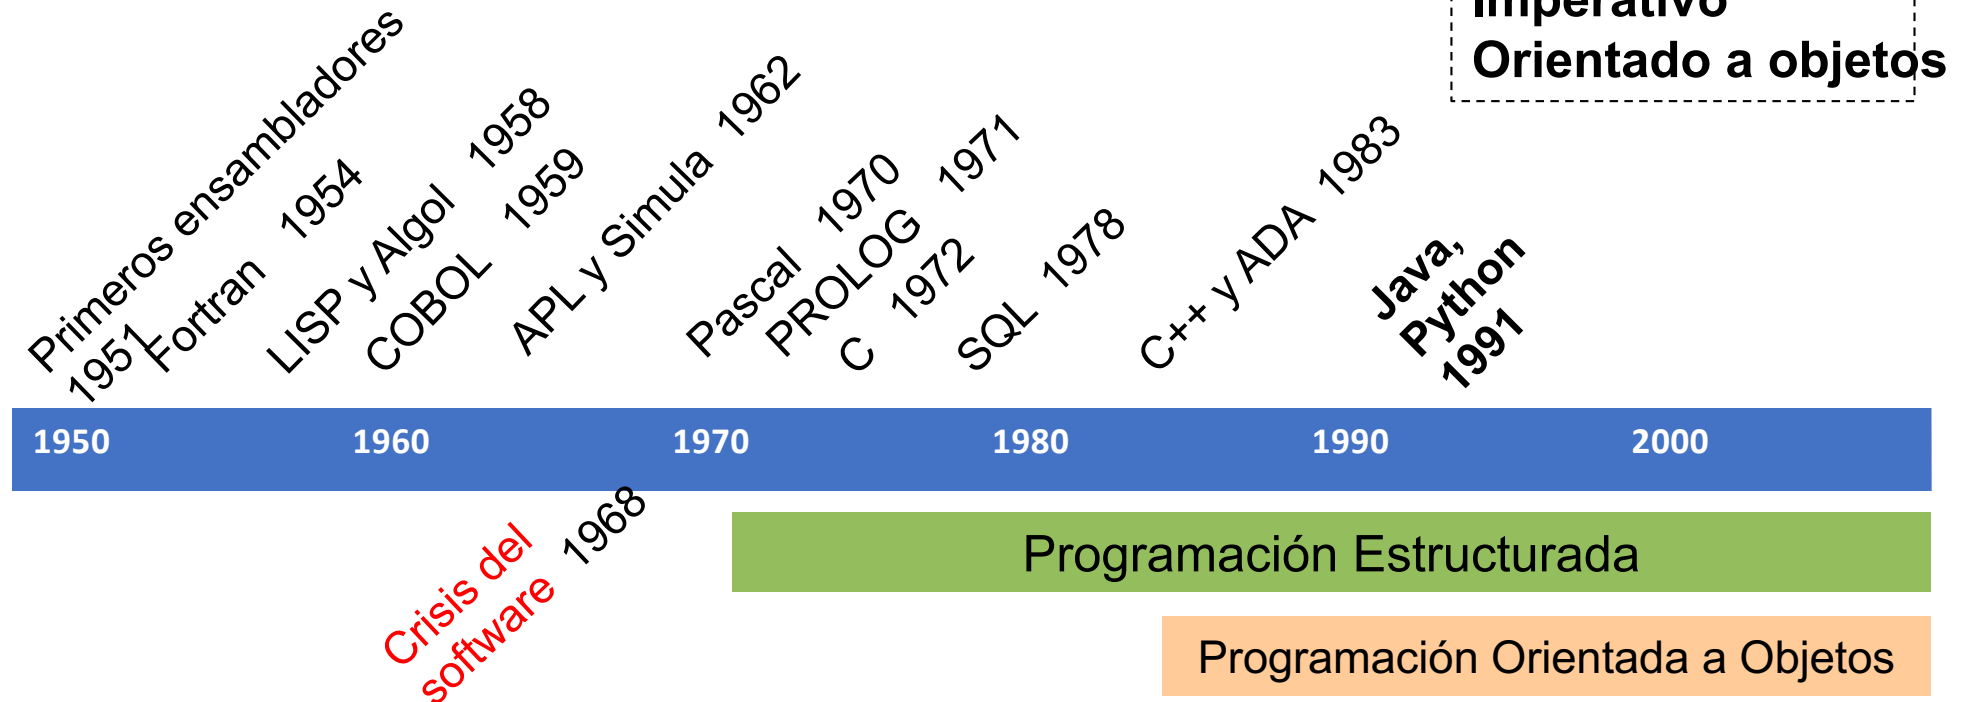 Imperativo
Orientado a objetos
Primeros ensambladores
1951
Fortran 1954
LISP y Algol 1958
COBOL 1959
APL y Simula 1962
Pascal 1970
PROLOG 1971
C 1972
SQL 1978
C++ y ADA 1983
Java,
Python
1991
1950 1960 1970 1980 1990 2000
Crisis del
software 1968
Programación Estructurada
Programación Orientada a Objetos